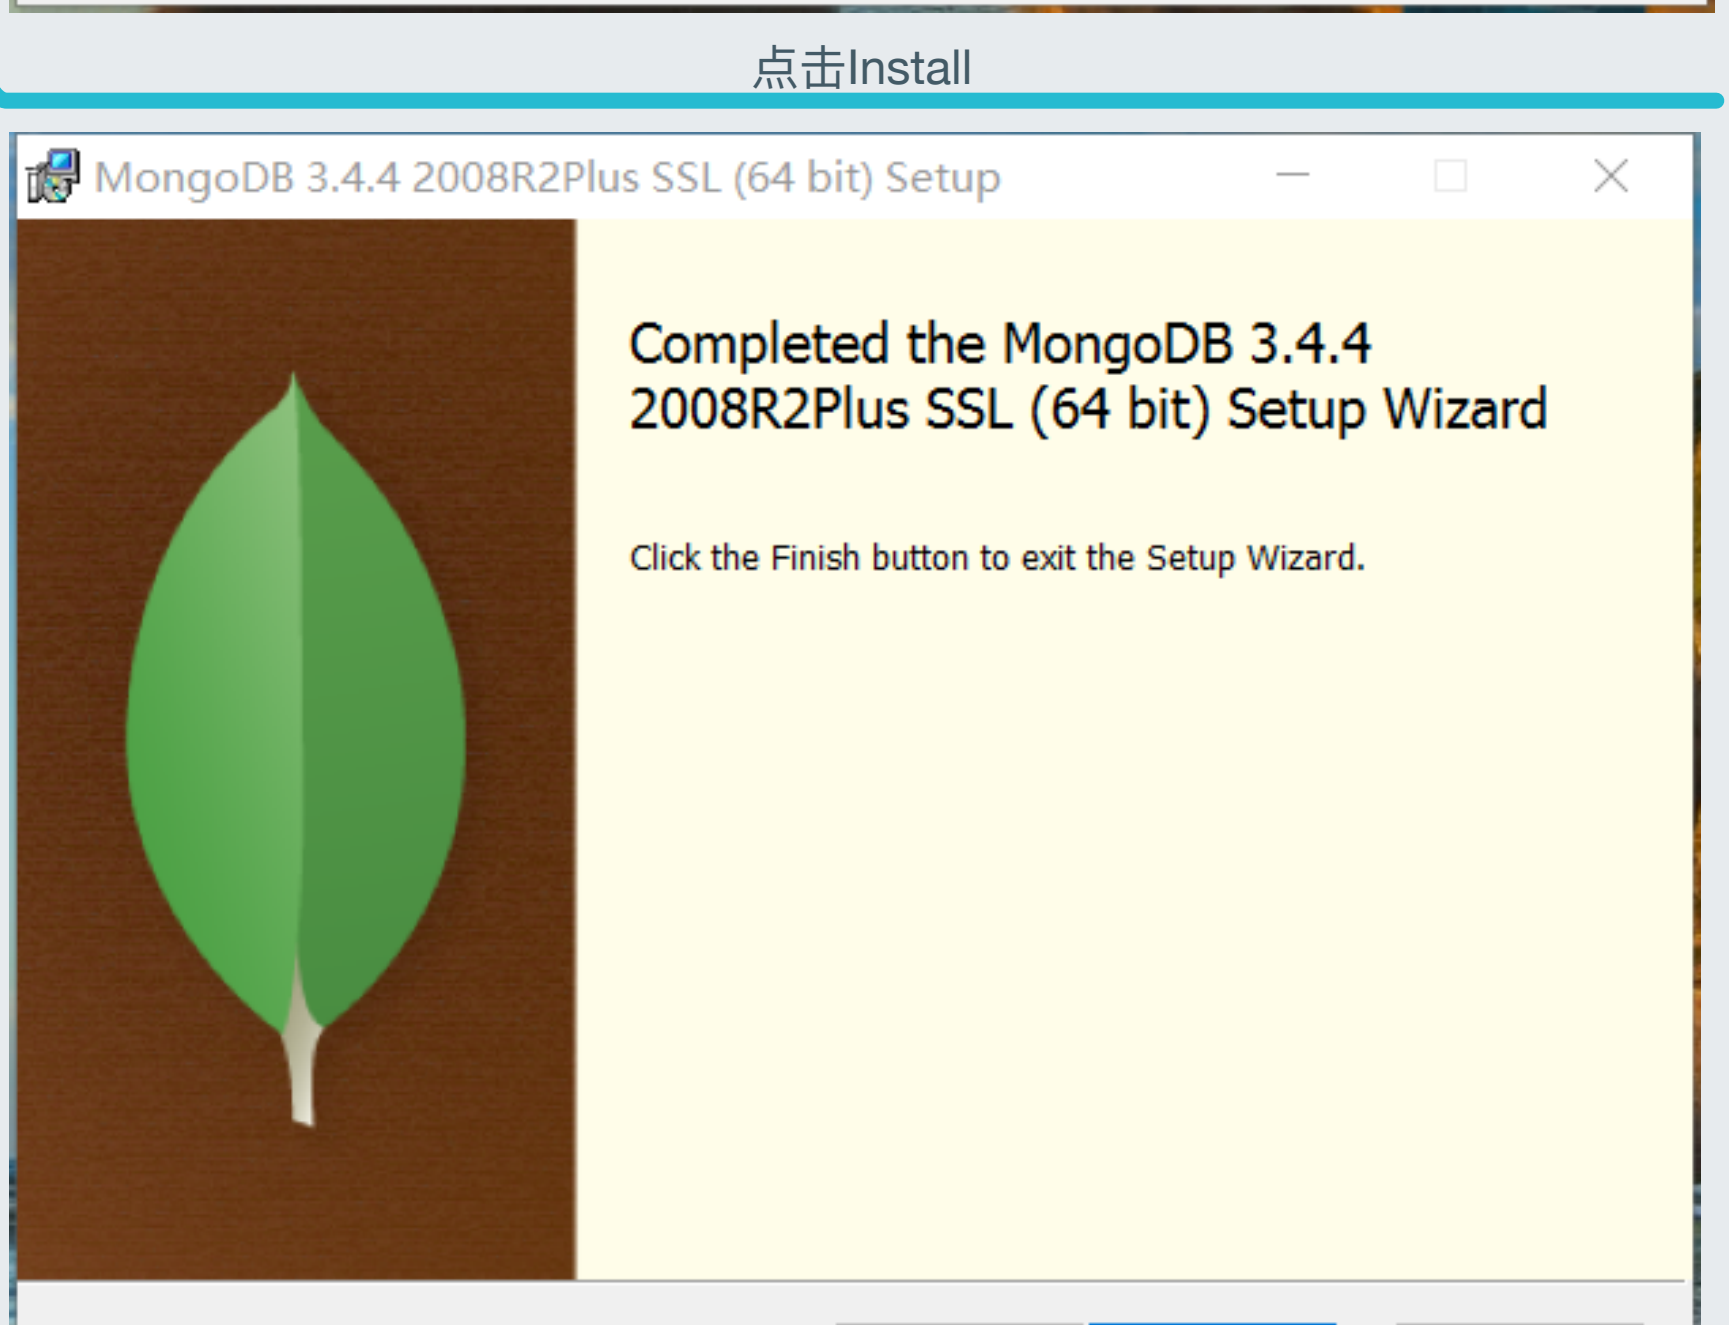 点击Install
MongoDB 3.4.4 2008R2Plus SSL (64 bit) Setup
Completed the MongoDB 3.4.4
2008R2Plus SSL (64 bit) Setup Wizard
Click the Finish button to exit the Setup Wizard.